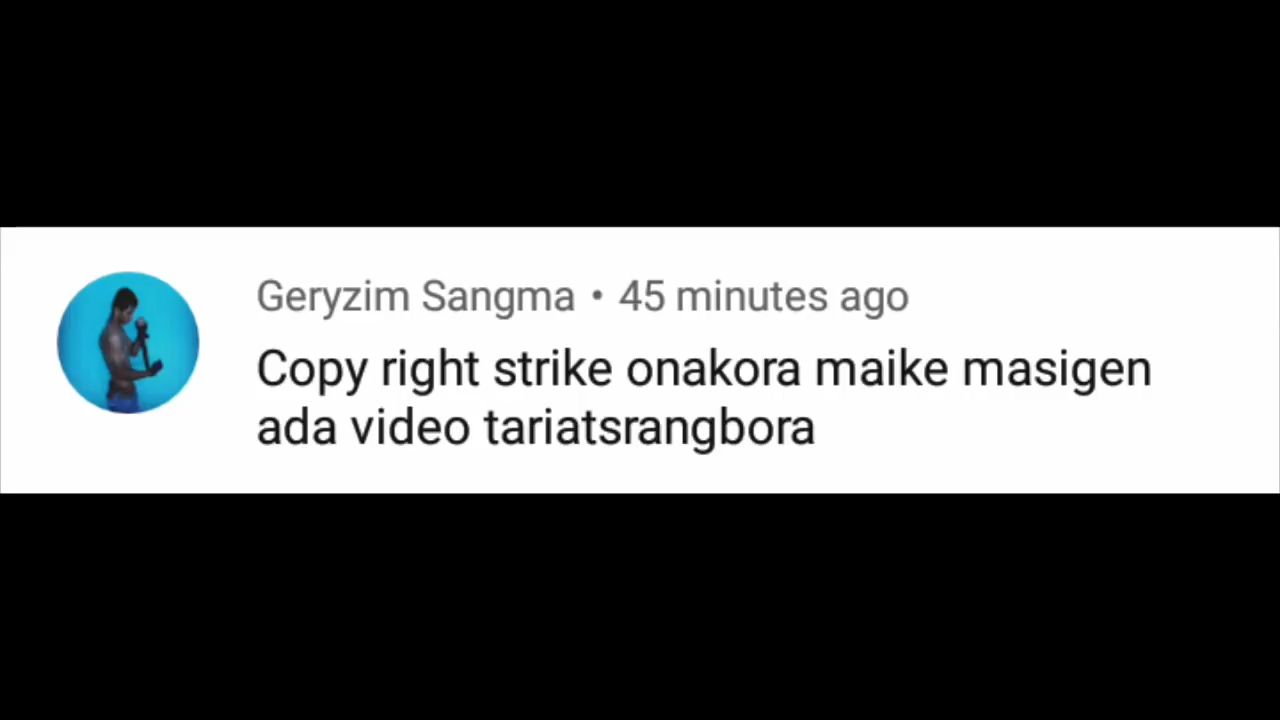 Geryzim Sangma • 45 minutes ago
Copy right strike onakora maike masigen
ada video tariatsrangbora